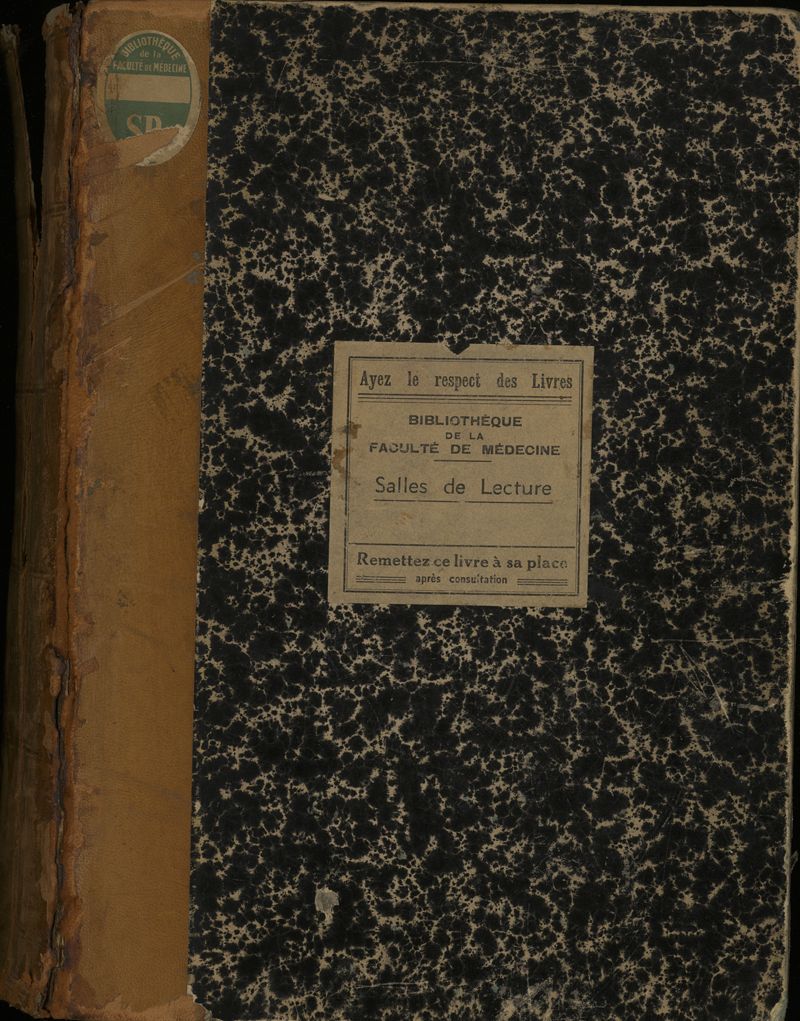 BIBLIOTHÈQUE
de la
FACULTÉ DE MÉDECINE
Ayez le respect des Livres
BIBLIOTHÈQUE
DE LA
FACULTÉ DE MÉDECINE
Salles de Lecture
Remettez ce livre à sa place
après consultation